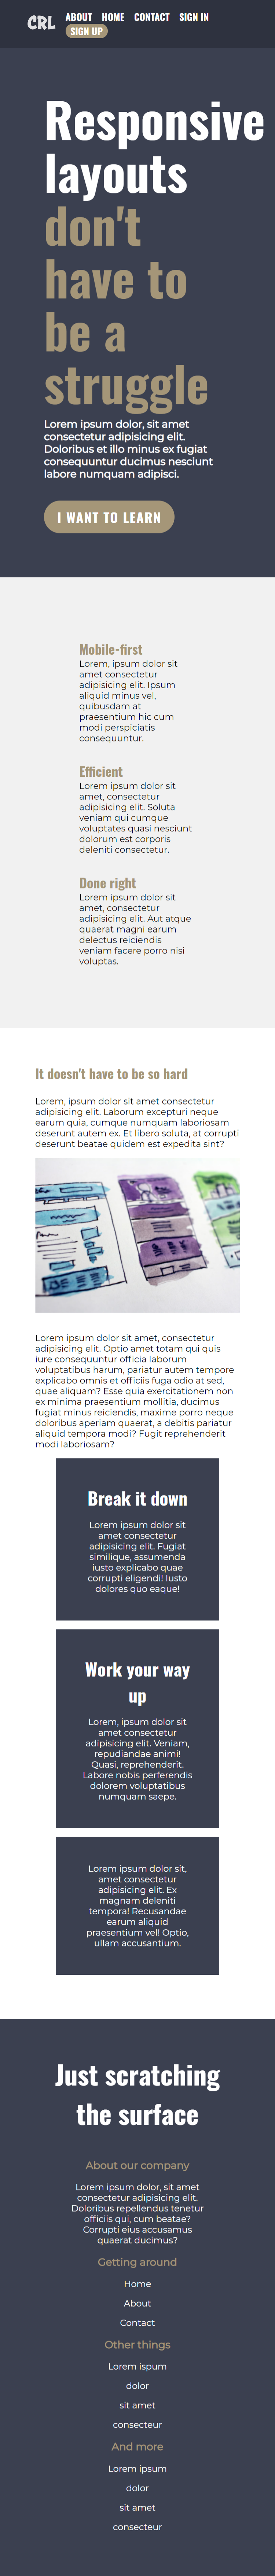 CRL
ABOUT HOME CONTACT SIGN IN
SIGN UP
Responsive
layouts
don't
have to
be a
struggle
Lorem ipsum dolor, sit amet
consectetur adipisicing elit.
Doloribus et illo minus ex fugiat
consequuntur ducimus nesciunt
labore numquam adipisci.
I WANT TO LEARN
Mobile-first
Lorem, ipsum dolor sit
amet consectetur
adipisicing elit. Ipsum
aliquid minus vel,
quibusdam at
praesentium hic cum
modi perspiciatis
consequuntur.
Efficient
Lorem ipsum dolor sit
amet, consectetur
adipisicing elit. Soluta
veniam qui cumque
voluptates quasi nesciunt
dolorum est corporis
deleniti consectetur.
Done right
Lorem ipsum dolor sit
amet, consectetur
adipisicing elit. Aut atque
quaerat magni earum
delectus reiciendis
veniam facere porro nisi
voluptas.
It doesn't have to be so hard
Lorem, ipsum dolor sit amet consectetur
adipisicing elit. Laborum excepturi neque
earum quia, cumque numquam laboriosam
deserunt autem ex. Et libero soluta, at corrupti
deserunt beatae quidem est expedita sint?
Lorem ipsum dolor sit amet, consectetur
adipisicing elit. Optio amet totam qui quis
iure consequuntur officia laborum
voluptatibus harum, pariatur autem tempore
explicabo omnis et officiis fuga odio at sed,
quae aliquam? Esse quia exercitationem non
ex minima praesentium mollitia, ducimus
fugiat minus reiciendis, maxime porro neque
doloribus aperiam quaerat, a debitis pariatur
aliquid tempora modi? Fugit reprehenderit
modi laboriosam?
Break it down
Lorem ipsum dolor sit
amet consectetur
adipisicing elit. Fugiat
similique, assumenda
iusto explicabo quae
corrupti eligendi! Iusto
dolores quo eaque!
Work your way
up
Lorem, ipsum dolor sit
amet consectetur
adipisicing elit. Veniam,
repudiandae animi!
Quasi, reprehenderit.
Labore nobis perferendis
dolorem voluptatibus
numquam saepe.
Lorem ipsum dolor sit,
amet consectetur
adipisicing elit. Ex
magnam deleniti
tempora! Recusandae
earum aliquid
praesentium vel! Optio,
ullam accusantium.
Just scratching
the surface
About our company
Lorem ipsum dolor, sit amet
consectetur adipisicing elit.
Doloribus repellendus tenetur
officiis qui, cum beatae?
Corrupti eius accusamus
quaerat ducimus?
Getting around
Home
About
Contact
Other things
Lorem ispum
dolor
sit amet
consecteur
And more
Lorem ipsum
dolor
sit amet
consecteur